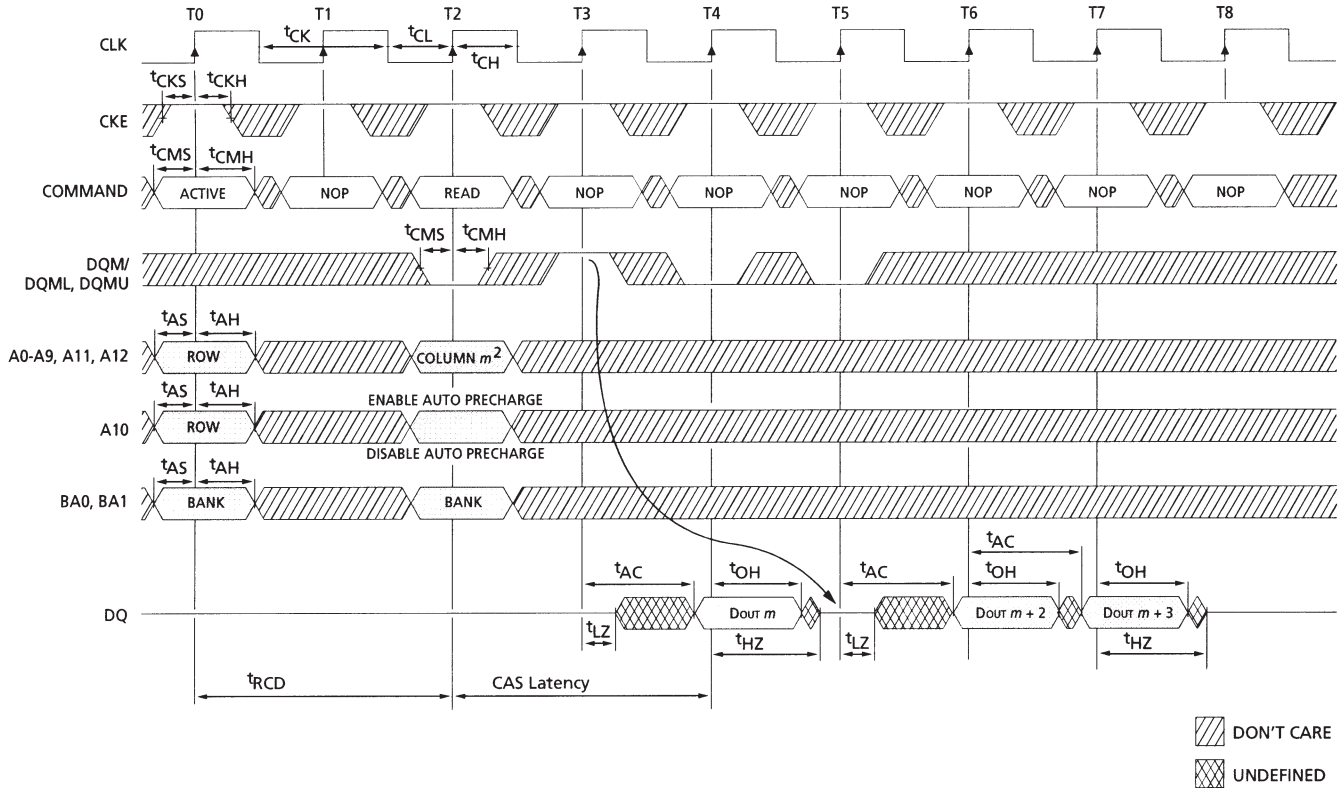 T0 T1 T2 T3 T4 T5 T6 T7 T8
CLK
tCK tCL tCH
tCKS tCKH
CKE
tCMS tCMH
COMMAND ACTIVE NOP READ NOP NOP NOP NOP NOP NOP
tCMS tCMH
DQM/
DQML, DQMU
tAS tAH
A0-A9, A11, A12 ROW COLUMN m2
tAS tAH ENABLE AUTO PRECHARGE
A10 ROW
DISABLE AUTO PRECHARGE
tAS tAH
BA0, BA1 BANK BANK
tAC
tAC tOH tAC tOH tOH
DQ DOUT m DOUT m + 2 DOUT m + 3
tLZ tHZ tLZ tHZ
tRCD CAS Latency
DON'T CARE
UNDEFINED